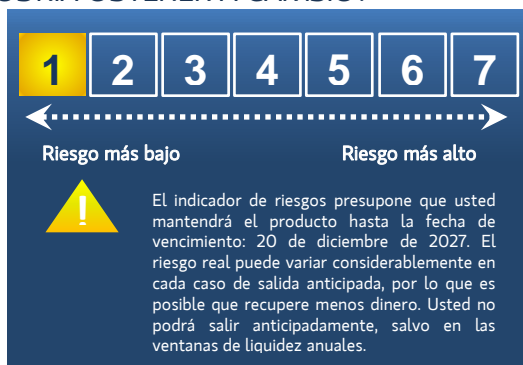 1 2 3 4 5 6 7
Riesgo más bajo Riesgo más alto
!
El indicador de riesgos presupone que usted
mantendrá el producto hasta la fecha de
vencimiento: 20 de diciembre de 2027. El
riesgo real puede variar considerablemente en
cada caso de salida anticipada, por lo que es
posible que recupere menos dinero. Usted no
podrá salir anticipadamente, salvo en las
ventanas de liquidez anuales.